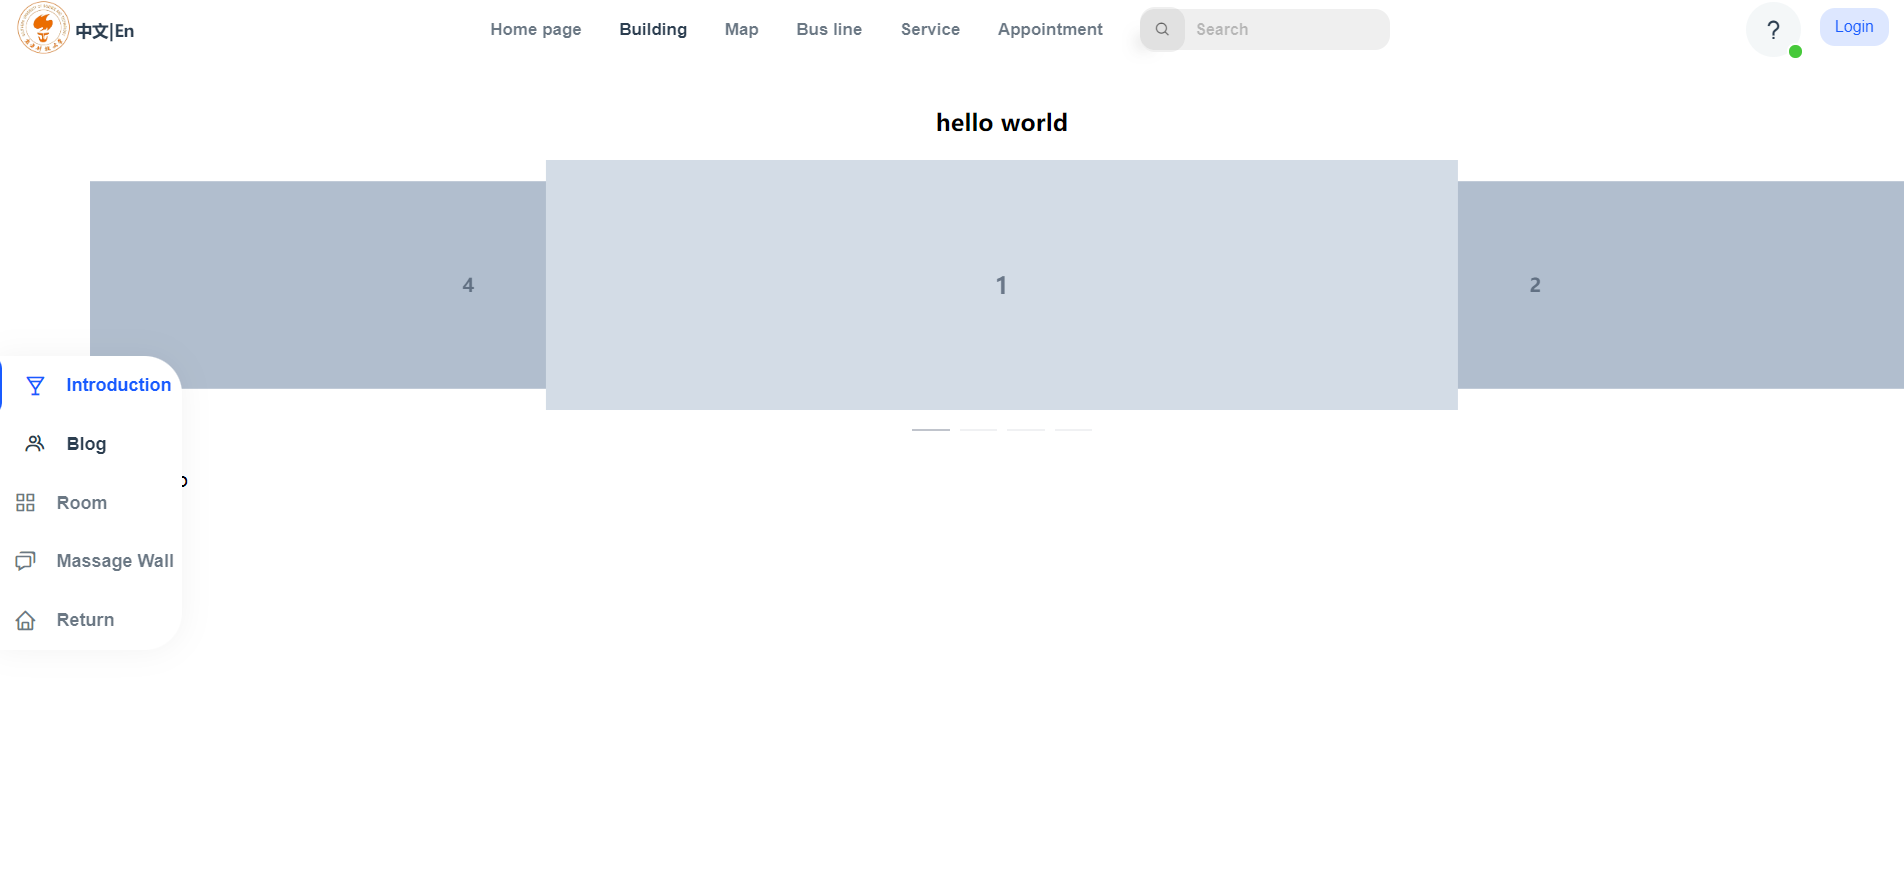 中文|En
Home page
Building
Map
Bus line
Service
Appointment
Search
?
Login
hello world
4
1
2
Introduction
Blog
Room
Massage Wall
Return